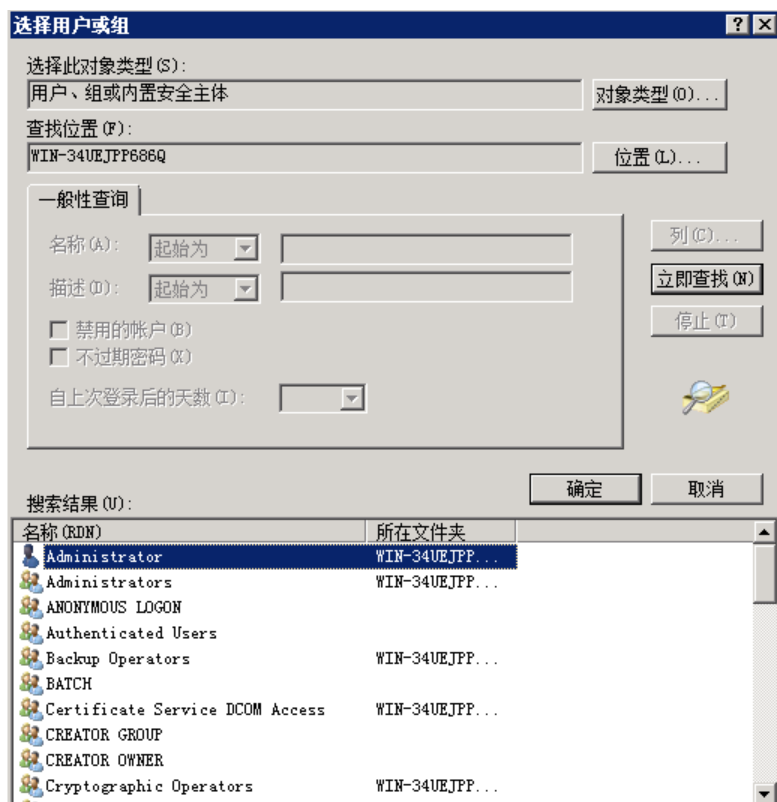 选择用户或组
选择此对象类型(S):
用户、组或内置安全主体
对象类型(O)...
查找位置(F):
WIN-34UEJPP686Q
位置(L)...
一般性查询
名称(A): 起始为
列(C)...
描述(D): 起始为
立即查找(N)
禁用的帐户(B)
停止(T)
不过期密码(X)
自上次登录后的天数(I):
确定 取消
搜索结果(U):
名称(RDN) 所在文件夹
Administrator WIN-34UEJPP...
Administrators WIN-34UEJPP...
ANONYMOUS LOGON
Authenticated Users
Backup Operators WIN-34UEJPP...
BATCH
Certificate Service DCOM Access WIN-34UEJPP...
CREATOR GROUP
CREATOR OWNER
Cryptographic Operators WIN-34UEJPP...